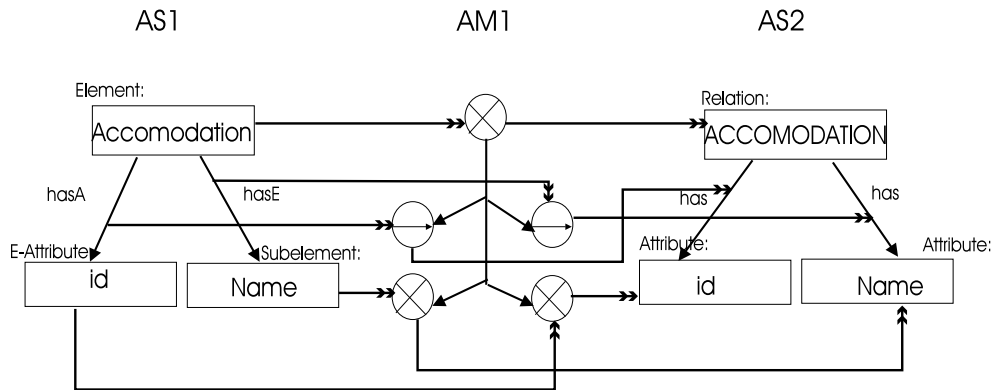 AS1 AM1 AS2
Element: Relation:
Accomodation ACCOMODATION
hasA hasE has has
E-Attribute Subelement: Attribute: Attribute:
id Name id Name